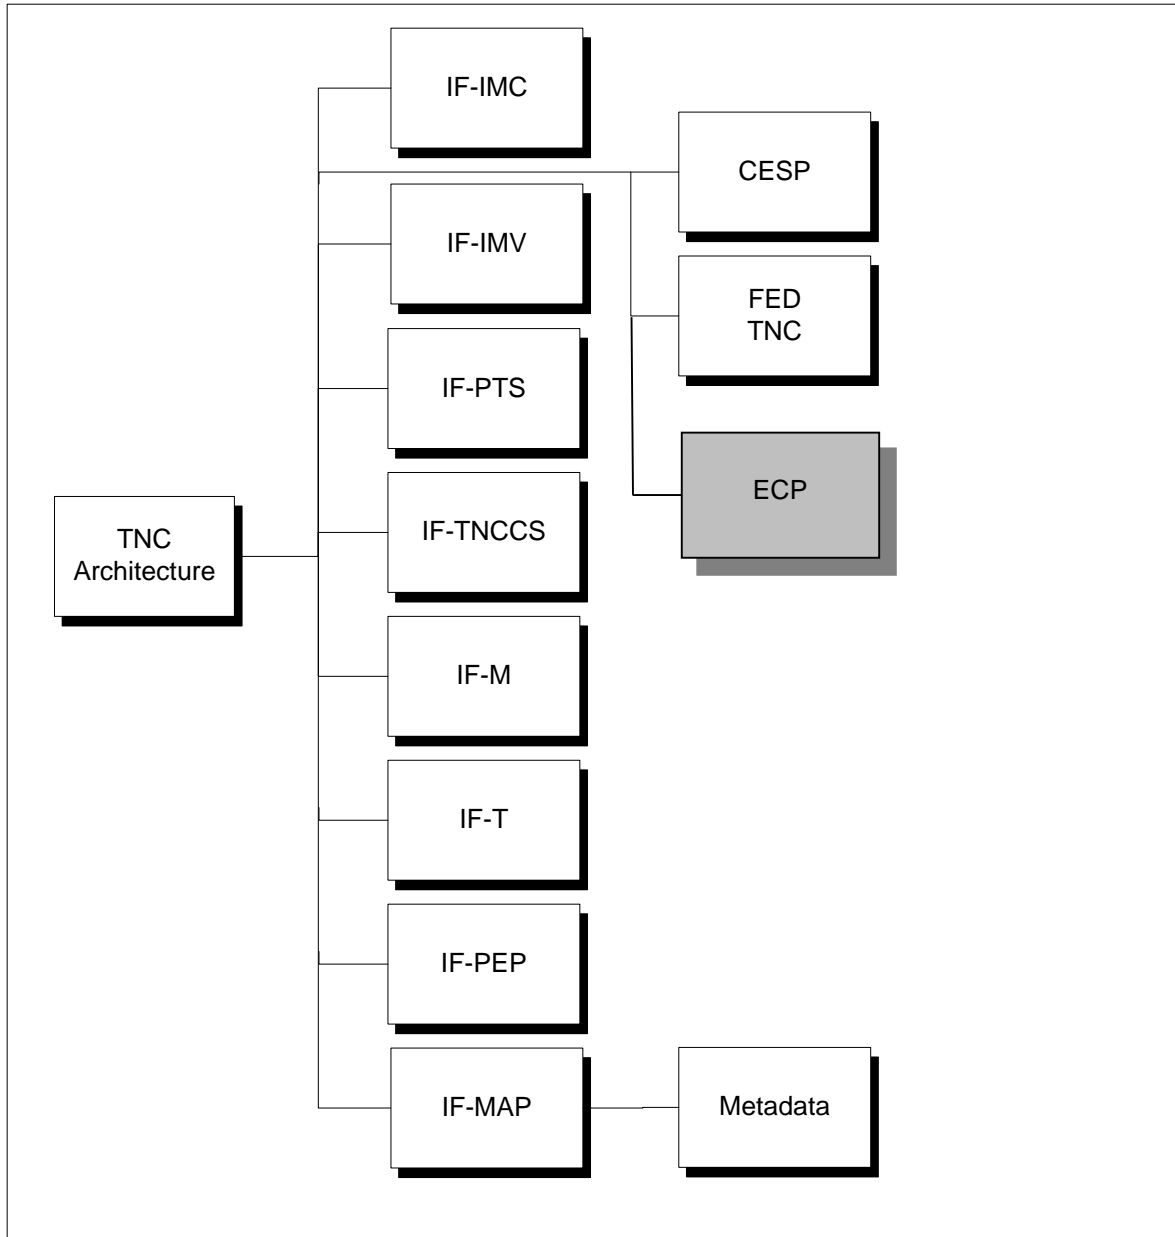 IF-IMC
CESP
IF-IMV
FED
TNC
IF-PTS
ECP
IF-TNCCS
TNC
Architecture
IF-M
IF-T
IF-PEP
IF-MAP
Metadata